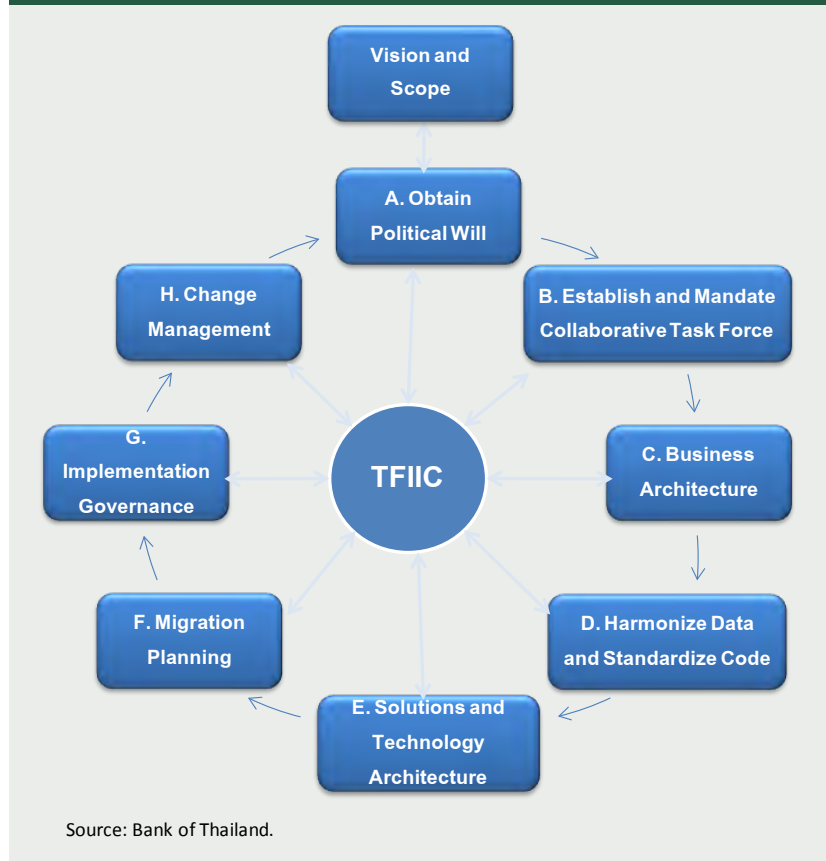 Vision and
Scope
A. Obtain
Political Will
B. Establish and Mandate
Collaborative Task Force
H. Change
Management
C. Business
Architecture
G.
Implementation
Governance
TFIIC
D. Harmonize Data
and Standardize Code
F. Migration
Planning
E. Solutions and
Technology
Architecture
Source: Bank of Thailand.